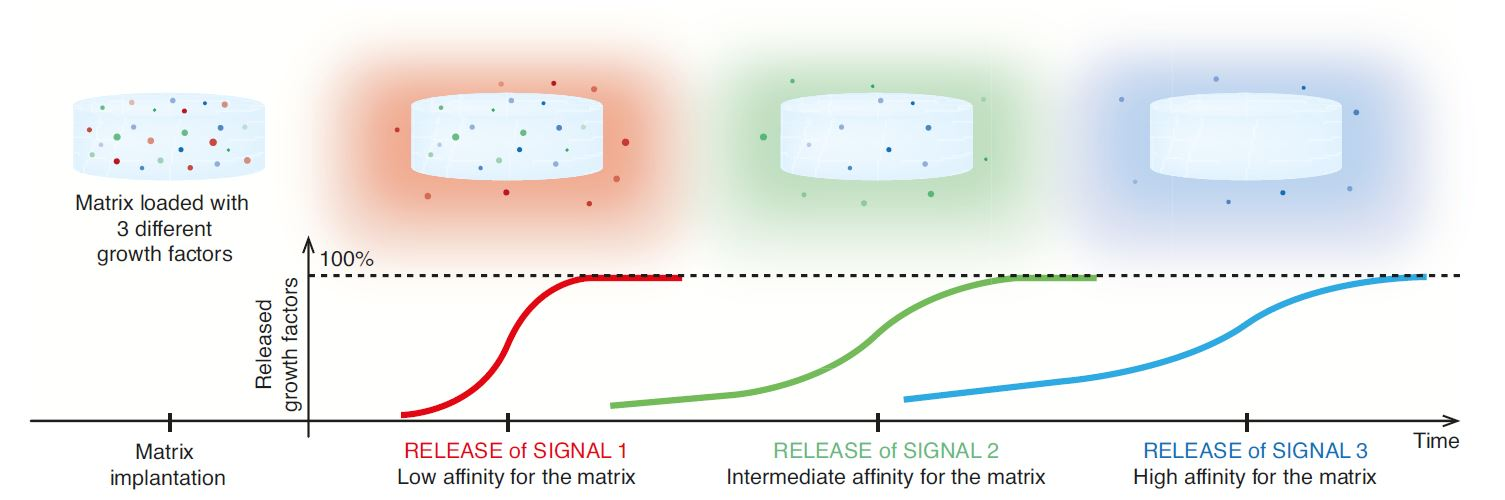 Matrix loaded with
3 different
growth factors
100%
Released
growth factors
Matrix
implantation
RELEASE of SIGNAL 1
Low affinity for the matrix
RELEASE of SIGNAL 2
Intermediate affinity for the matrix
RELEASE of SIGNAL 3
High affinity for the matrix
Time